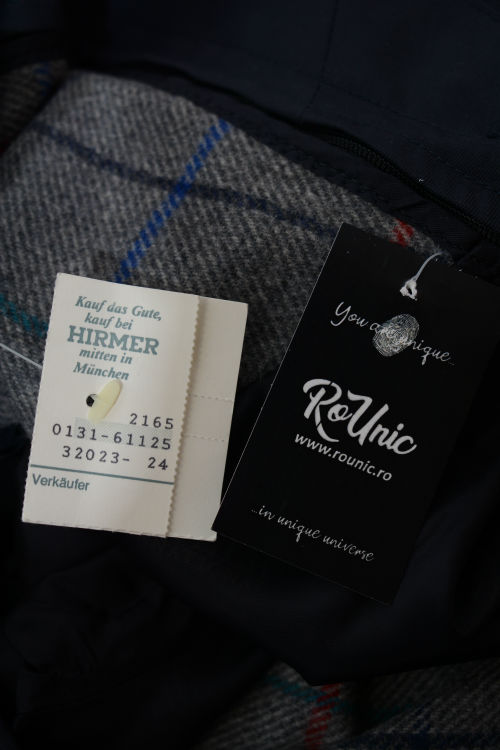 Kauf das Gute,
kauf bei
HIRMER
mitten in
München
2165
0131-61125
32023- 24
Verkäufer
You are unique...
RoUnic
www.rounic.ro
...in unique universe